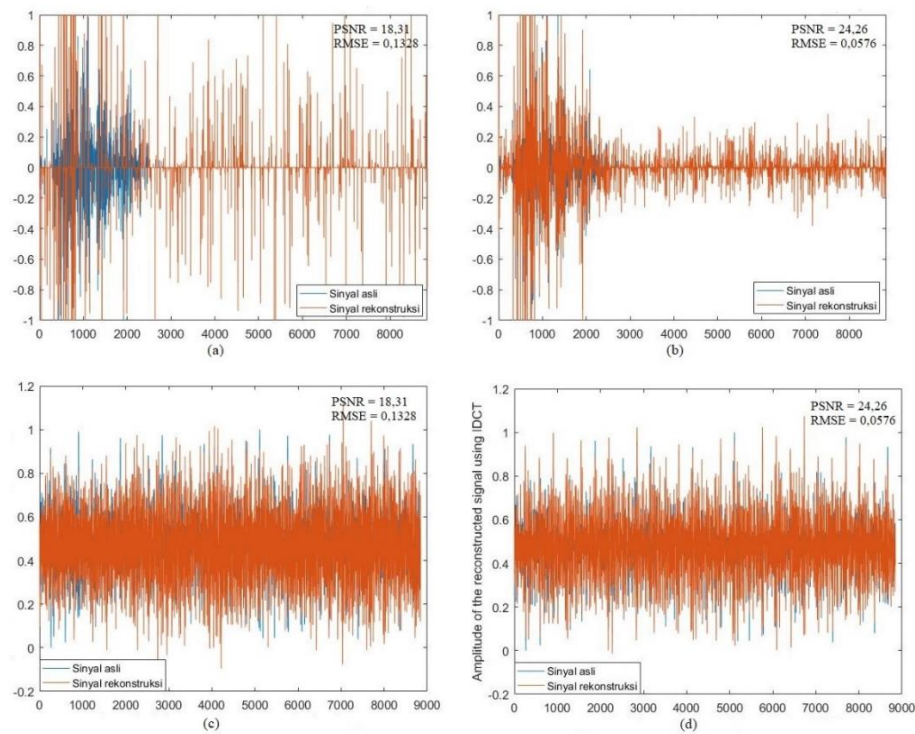 PSNR = 18,31
RMSE = 0,1328
1
0.8
0.6
0.4
0.2
0
-0.2
-0.4
-0.6
-0.8
-1
Sinyal asli
Sinyal rekonstruksi
0 1000 2000 3000 4000 5000 6000 7000 8000
(a)
PSNR = 24,26
RMSE = 0,0576
1
0.8
0.6
0.4
0.2
0
-0.2
-0.4
-0.6
-0.8
-1
Sinyal asli
Sinyal rekonstruksi
0 1000 2000 3000 4000 5000 6000 7000 8000
(b)
PSNR = 18,31
RMSE = 0,1328
1.2
1
0.8
0.6
0.4
0.2
0
-0.2
Sinyal asli
Sinyal rekonstruksi
0 1000 2000 3000 4000 5000 6000 7000 8000 9000
(c)
Amplitude of the reconstructed signal using IDCT
PSNR = 24,26
RMSE = 0,0576
1.2
1
0.8
0.6
0.4
0.2
0
-0.2
Sinyal asli
Sinyal rekonstruksi
0 1000 2000 3000 4000 5000 6000 7000 8000 9000
(d)